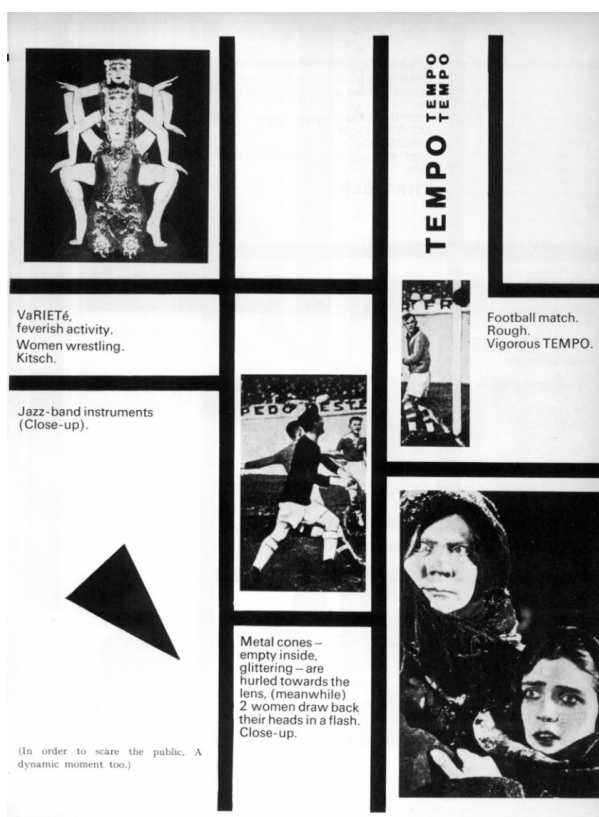 TEMPO TEMPO
TEMPO
VaRIETé,
feverish activity.
Women wrestling.
Kitsch.
Football match.
Rough.
Vigorous TEMPO.
Jazz-band instruments
(Close-up).
PEDO
EST
Metal cones –
empty inside,
glittering – are
hurled towards the
lens, (meanwhile)
2 women draw back
their heads in a flash.
Close-up.
(In order to scare the public. A
dynamic moment too.)